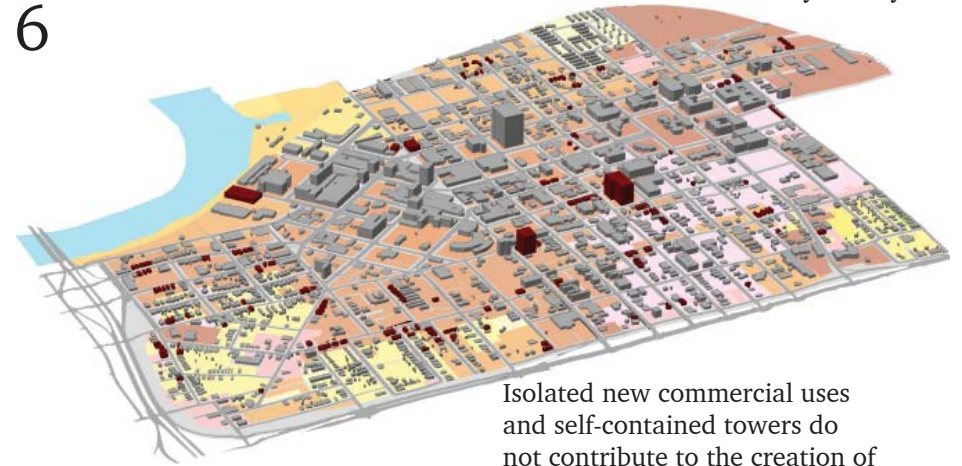 6
Isolated new commercial uses
and self-contained towers do
not contribute to the creation of